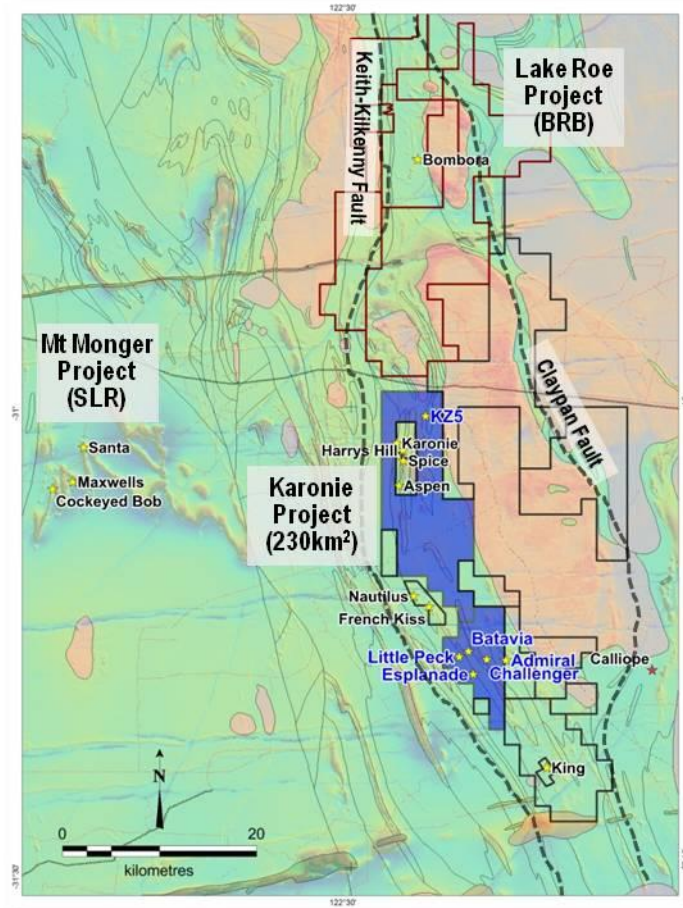 122°30'
Keith-Kilkenny Fault
Lake Roe
Project
(BRB)
Bombora
Mt Monger
Project
(SLR)
-31°
Claypan Fault
KZ5
Santa
Harrys Hill
Karonie
Spice
Maxwells
Cockeyed Bob
Aspen
Karonie
Project
(230km²)
Nautilus
French Kiss
Batavia
Little Peck
Admiral
Calliope
Challenger
Esplanade
King
N
0
20
kilometres
-31°30'
122°30'